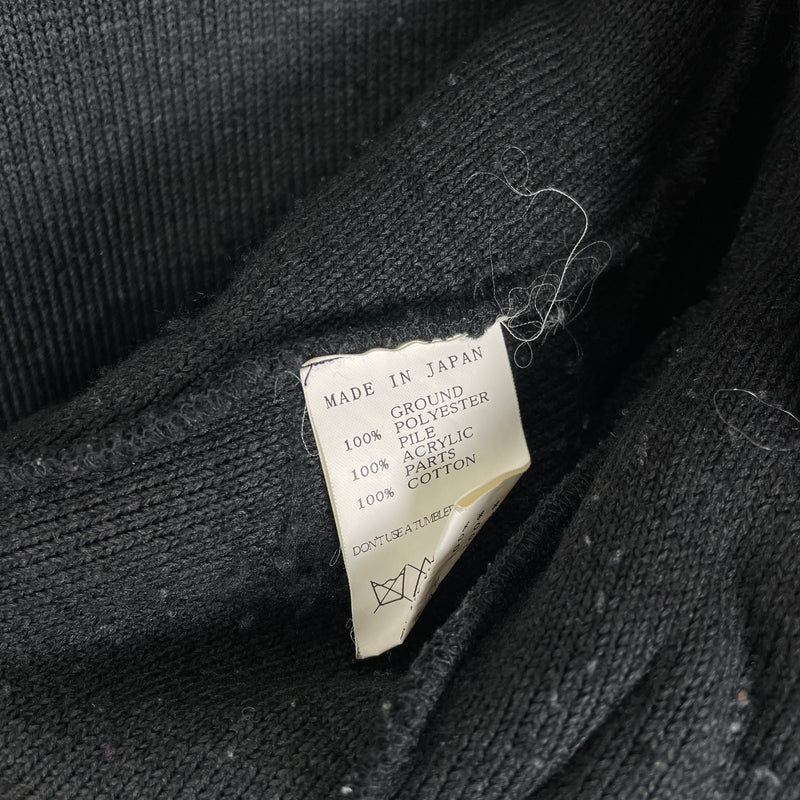 MADE IN JAPAN
GROUND
100% POLYESTER
PILE
100% ACRYLIC
PARTS
100% COTTON
DON'T USE A TUMBLER